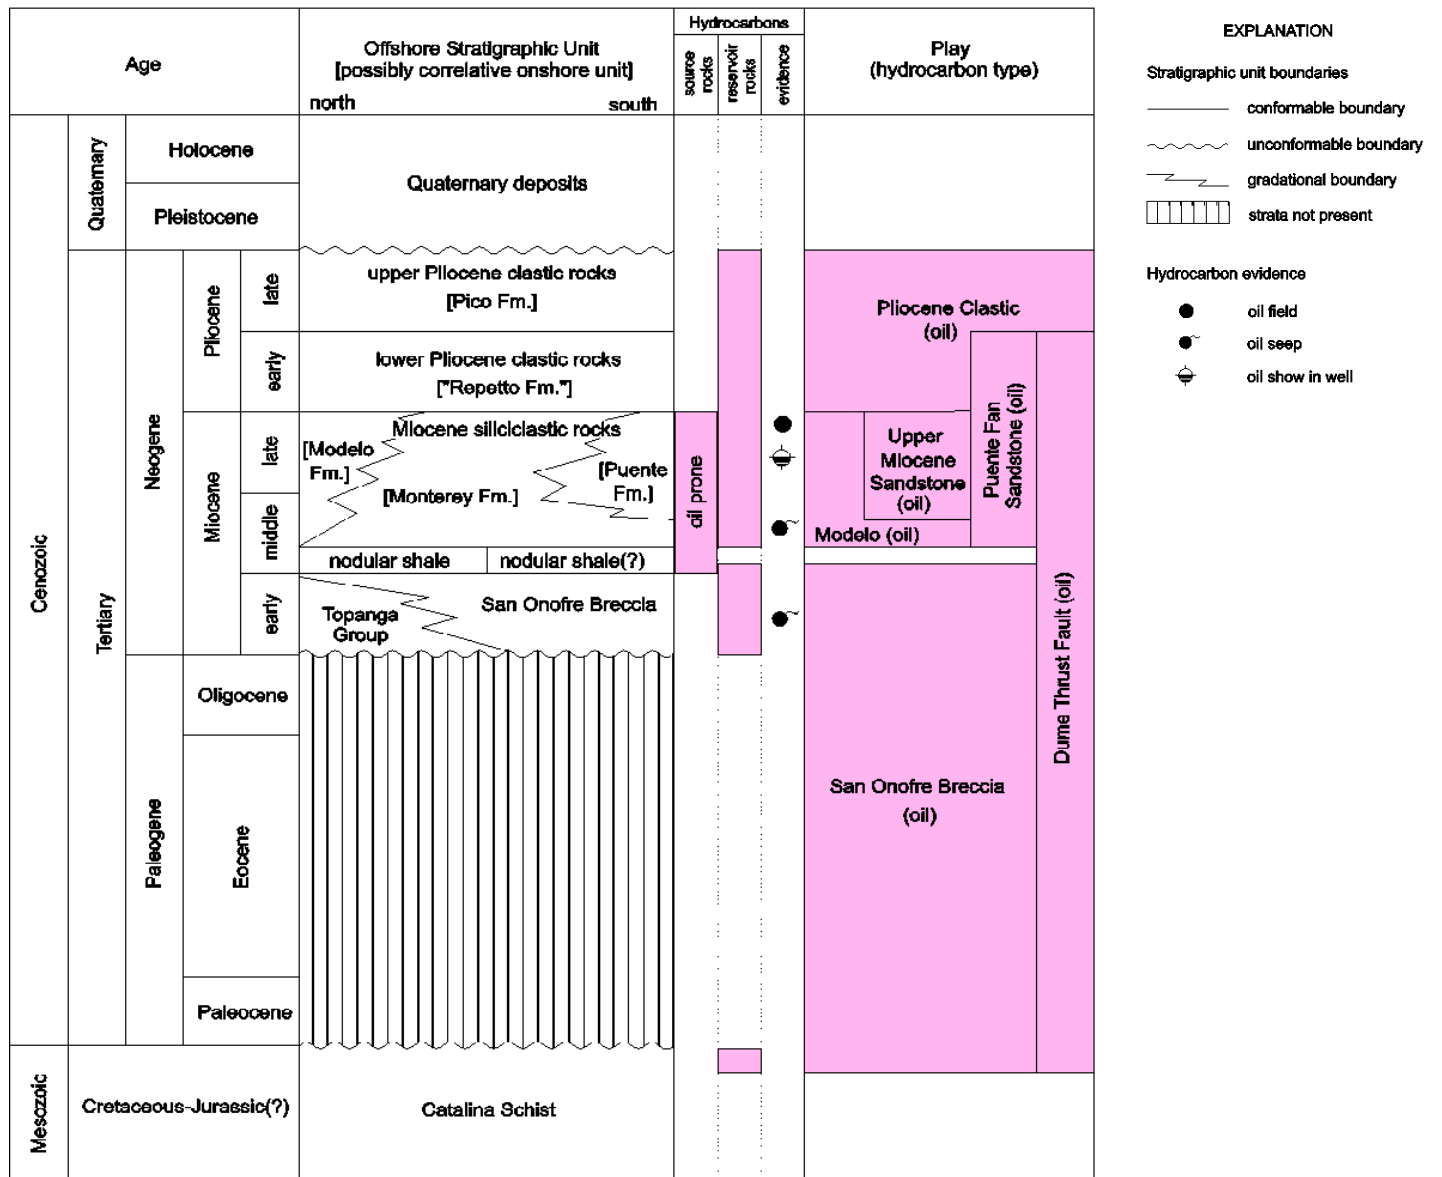 Age
Offshore Stratigraphic Unit
[possibly correlative onshore unit]
north
south
Hydrocarbons
source
rocks
reservoir
rocks
evidence
Play
(hydrocarbon type)
Cenozoic
Quaternary
Holocene
Quaternary deposits
Pleistocene
Tertiary
Neogene
Pliocene
late
upper Pliocene clastic rocks
[Pico Fm.]
Pliocene Clastic
(oil)
early
lower Pliocene clastic rocks
["Repetto Fm."]
Miocene
late
Miocene siliciclastic rocks
[Modelo
Fm.]
[Monterey Fm.]
[Puente
Fm.]
oil prone
Upper
Miocene
Sandstone
(oil)
Puente Fan
Sandstone (oil)
middle
Modelo (oil)
nodular shale
nodular shale(?)
early
Topanga
Group
San Onofre Breccia
Dume Thrust Fault (oil)
Paleogene
Oligocene
Eocene
San Onofre Breccia
(oil)
Paleocene
Mesozoic
Cretaceous-Jurassic(?)
Catalina Schist
EXPLANATION
Stratigraphic unit boundaries
conformable boundary
unconformable boundary
gradational boundary
strata not present
Hydrocarbon evidence
oil field
oil seep
oil show in well